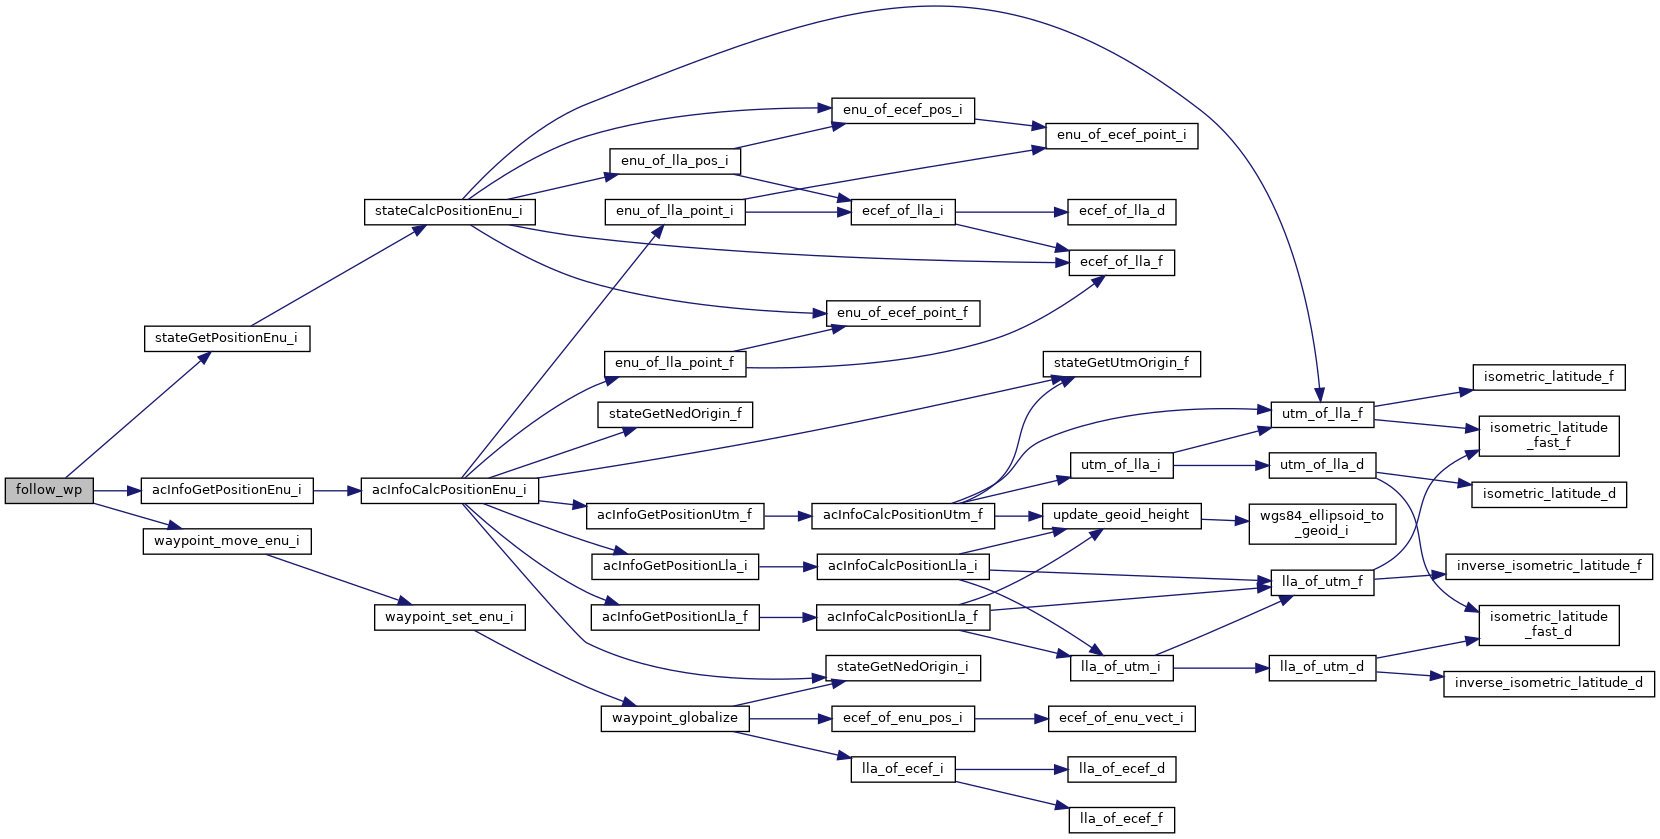 enu_of_ecef_pos_i
enu_of_ecef_point_i
enu_of_lla_pos_i
stateCalcPositionEnu_i
enu_of_lla_point_i
ecef_of_lla_i
ecef_of_lla_d
ecef_of_lla_f
enu_of_ecef_point_f
stateGetPositionEnu_i
enu_of_lla_point_f
stateGetUtmOrigin_f
isometric_latitude_f
stateGetNedOrigin_f
utm_of_lla_f
isometric_latitude
_fast_f
utm_of_lla_i
utm_of_lla_d
isometric_latitude_d
follow_wp
acInfoGetPositionEnu_i
acInfoCalcPositionEnu_i
acInfoGetPositionUtm_f
acInfoCalcPositionUtm_f
update_geoid_height
wgs84_ellipsoid_to
_geoid_i
waypoint_move_enu_i
acInfoGetPositionLla_i
acInfoCalcPositionLla_i
lla_of_utm_f
inverse_isometric_latitude_f
waypoint_set_enu_i
acInfoGetPositionLla_f
acInfoCalcPositionLla_f
isometric_latitude
_fast_d
stateGetNedOrigin_i
lla_of_utm_i
lla_of_utm_d
inverse_isometric_latitude_d
waypoint_globalize
ecef_of_enu_pos_i
ecef_of_enu_vect_i
lla_of_ecef_i
lla_of_ecef_d
lla_of_ecef_f